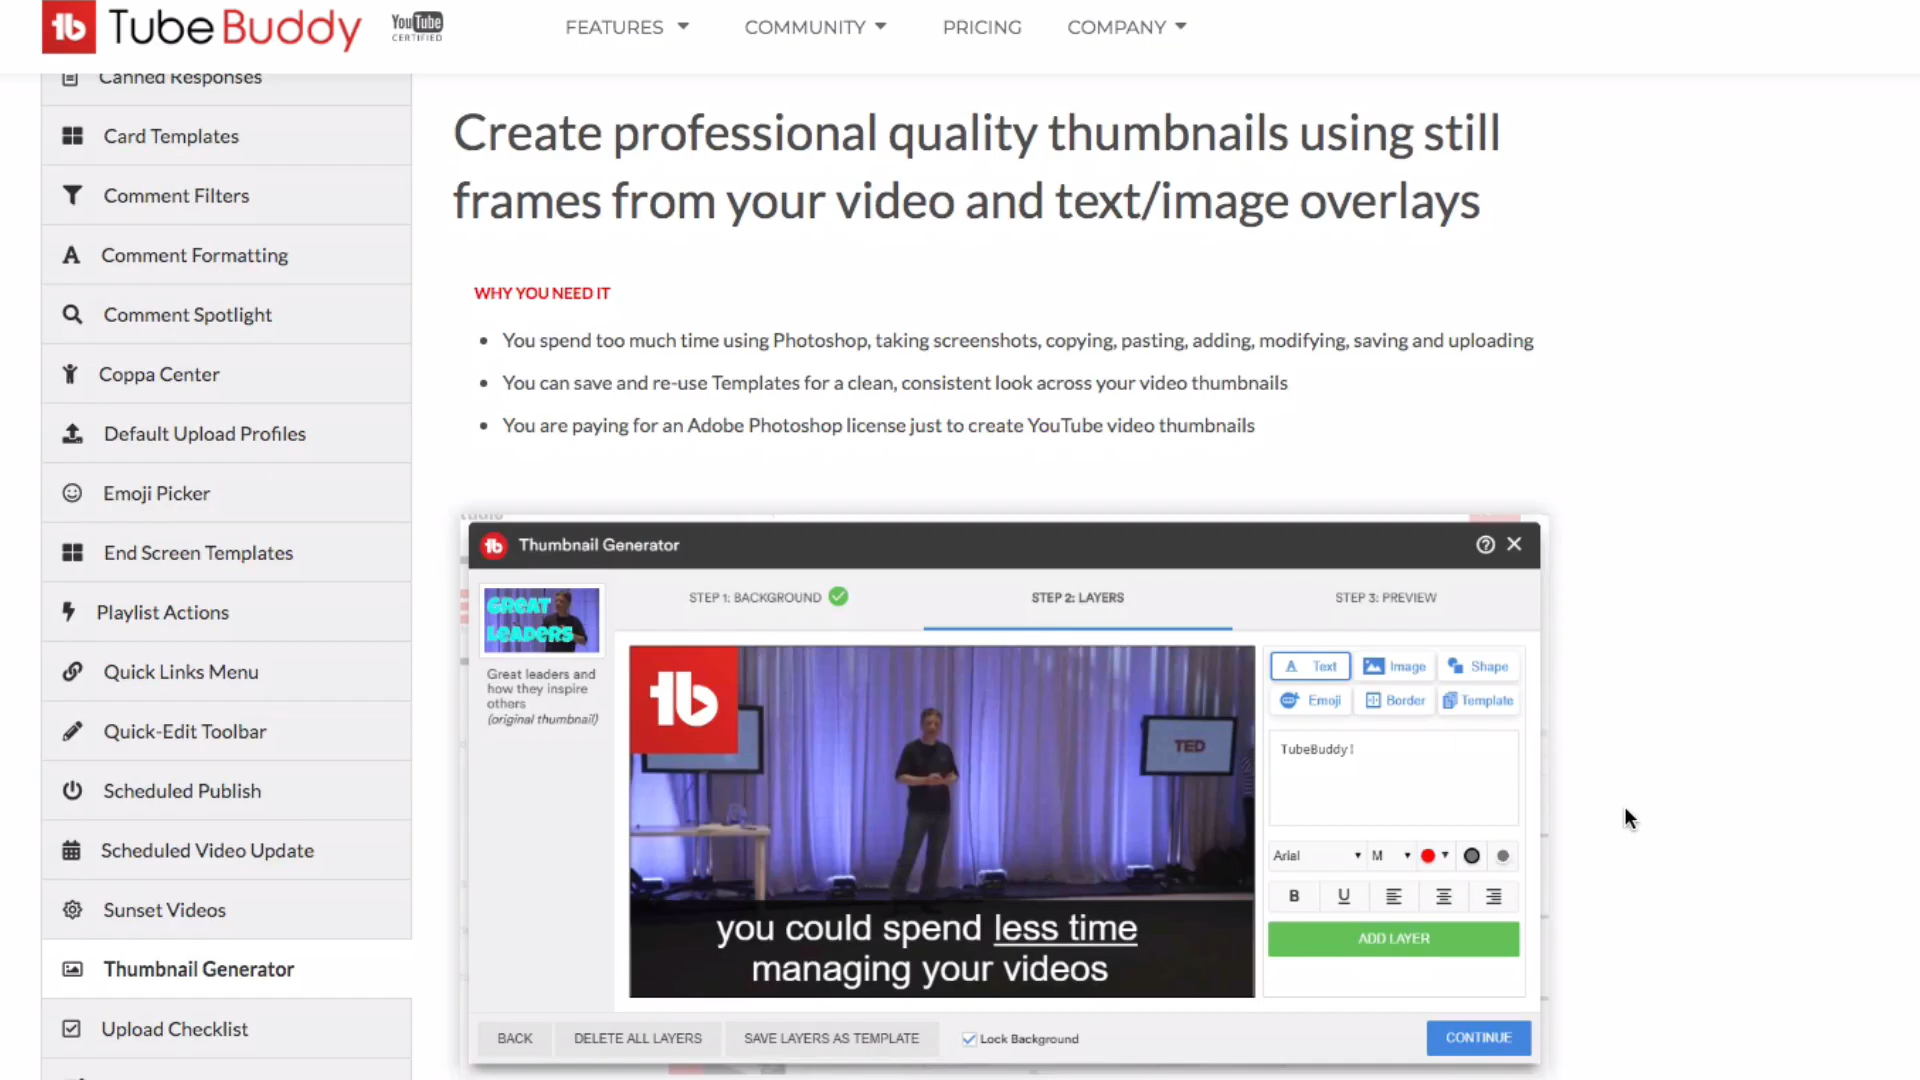 TubeBuddy
YouTube
CERTIFIED
FEATURES
COMMUNITY
PRICING
COMPANY
Canned Responses
Card Templates
Comment Filters
Comment Formatting
Comment Spotlight
Coppa Center
Default Upload Profiles
Emoji Picker
End Screen Templates
Playlist Actions
Quick Links Menu
Quick-Edit Toolbar
Scheduled Publish
Scheduled Video Update
Sunset Videos
Thumbnail Generator
Upload Checklist
Create professional quality thumbnails using still
frames from your video and text/image overlays
WHY YOU NEED IT
You spend too much time using Photoshop, taking screenshots, copying, pasting, adding, modifying, saving and uploading
You can save and re-use Templates for a clean, consistent look across your video thumbnails
You are paying for an Adobe Photoshop license just to create YouTube video thumbnails
Thumbnail Generator
GREAT
LEADERS
Great leaders and
how they inspire
others
(original thumbnail)
STEP 1: BACKGROUND
STEP 2: LAYERS
STEP 3: PREVIEW
TED
you could spend less time
managing your videos
A Text
Image
Shape
Emoji
Border
Template
TubeBuddy!
Arial
M
B
U
ADD LAYER
BACK
DELETE ALL LAYERS
SAVE LAYERS AS TEMPLATE
Lock Background
CONTINUE